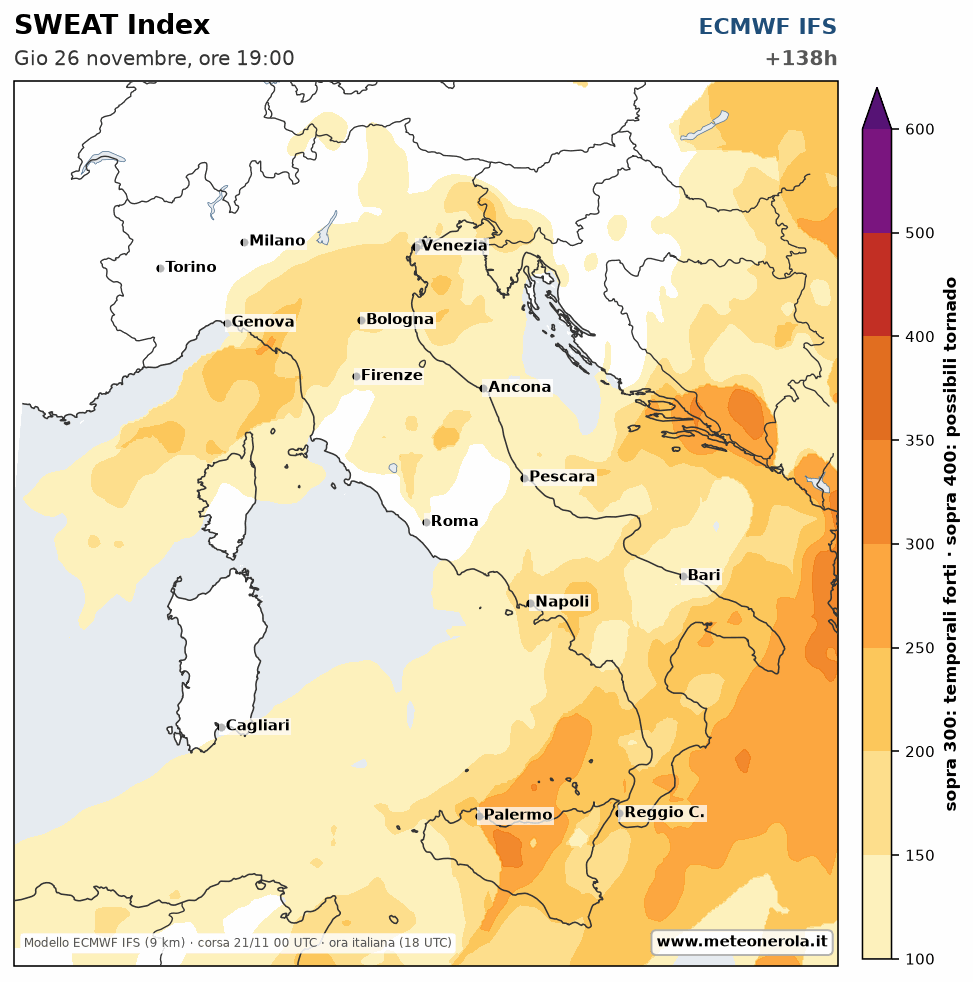 SWEAT Index
ECMWF IFS
Gio 26 novembre, ore 19:00
+138h
Milano
Venezia
Torino
Genova
Bologna
Firenze
Ancona
Pescara
Roma
Bari
Napoli
Cagliari
Palermo
Reggio C.
600
500
400
350
300
250
200
150
100
sopra 300: temporali forti · sopra 400: possibili tornado
Modello ECMWF IFS (9 km) · corsa 21/11 00 UTC · ora italiana (18 UTC)
www.meteonerola.it